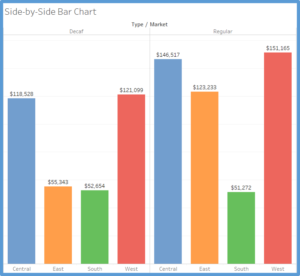 Side-by-Side Bar Chart
Type / Market
Decaf Regular
$118,528 $55,343 $52,654 $121,099 $146,517 $123,233 $51,272 $151,165
Central East South West Central East South West